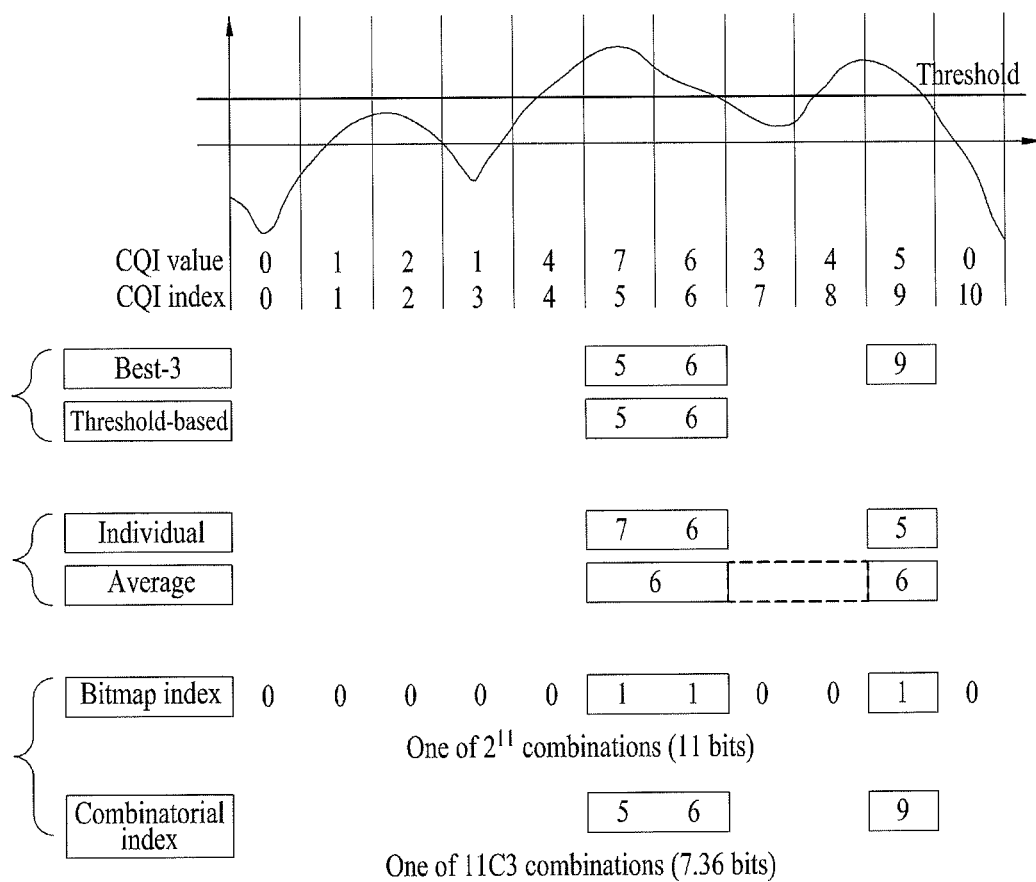 Threshold
CQI value 0 1 2 1 4 7 6 3 4 5 0
CQI index 0 1 2 3 4 5 6 7 8 9 10
Best-3 5 6 9
Threshold-based 5 6
Individual 7 6 5
Average 6 6
Bitmap index 0 0 0 0 0 1 1 0 0 1 0
One of 2^11 combinations (11 bits)
Combinatorial index 5 6 9
One of 11C3 combinations (7.36 bits)